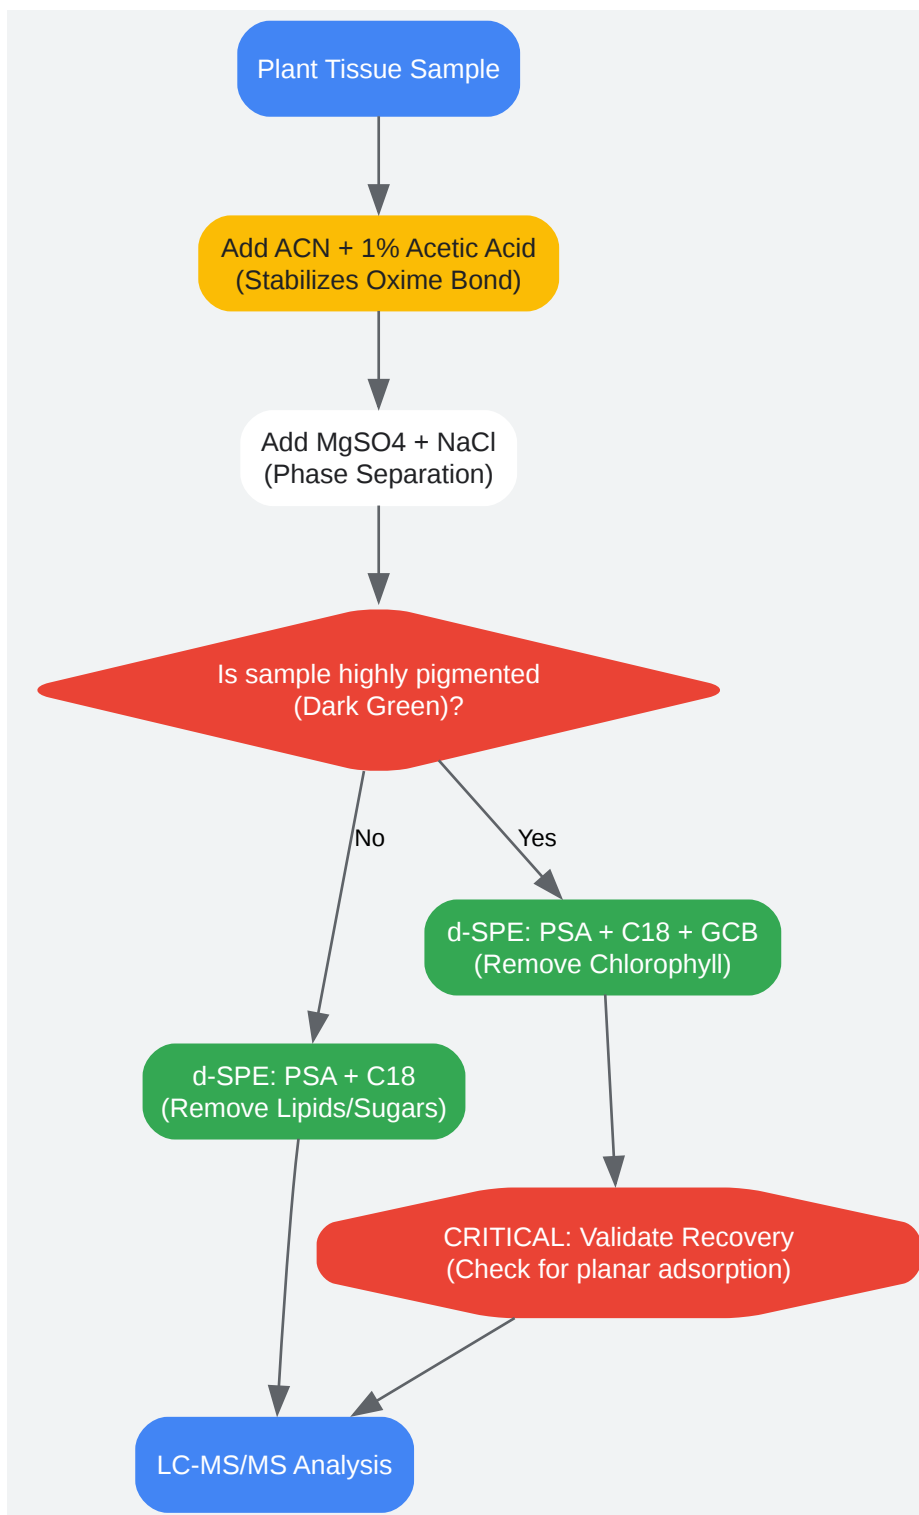 Plant Tissue Sample
Add ACN + 1% Acetic Acid
(Stabilizes Oxime Bond)
Add MgSO4 + NaCl
(Phase Separation)
Is sample highly pigmented
(Dark Green)?
No
Yes
d-SPE: PSA + C18 + GCB
(Remove Chlorophyll)
d-SPE: PSA + C18
(Remove Lipids/Sugars)
CRITICAL: Validate Recovery
(Check for planar adsorption)
LC-MS/MS Analysis